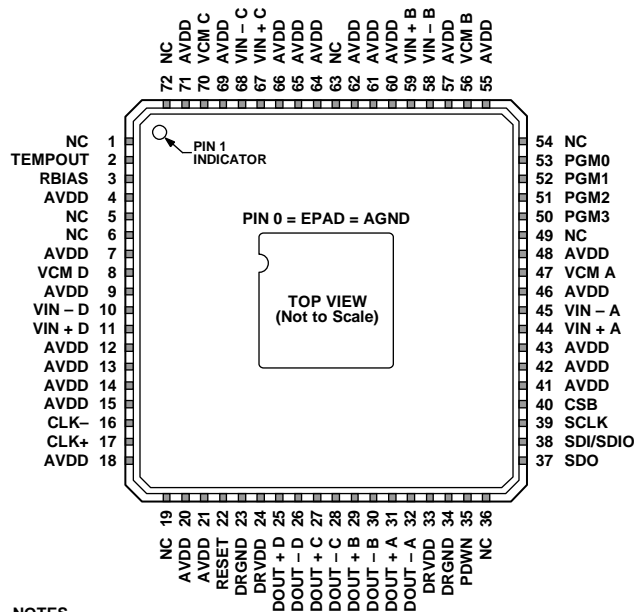 72 NC
71 AVDD
70 VCM C
69 AVDD
68 VIN – C
67 VIN + C
66 AVDD
65 AVDD
64 AVDD
63 NC
62 AVDD
61 AVDD
60 AVDD
59 VIN + B
58 VIN – B
57 AVDD
56 VCM B
55 AVDD
NC 1
TEMPOUT 2
RBIAS 3
AVDD 4
NC 5
NC 6
AVDD 7
VCM D 8
AVDD 9
VIN – D 10
VIN + D 11
AVDD 12
AVDD 13
AVDD 14
AVDD 15
CLK– 16
CLK+ 17
AVDD 18
PIN 1
INDICATOR
PIN 0 = EPAD = AGND
TOP VIEW
(Not to Scale)
54 NC
53 PGM0
52 PGM1
51 PGM2
50 PGM3
49 NC
48 AVDD
47 VCM A
46 AVDD
45 VIN – A
44 VIN + A
43 AVDD
42 AVDD
41 AVDD
40 CSB
39 SCLK
38 SDI/SDIO
37 SDO
NC 19
AVDD 20
AVDD 21
RESET 22
DRGND 23
DRVDD 24
DOUT + D 25
DOUT – D 26
DOUT + C 27
DOUT – C 28
DOUT + B 29
DOUT – B 30
DOUT + A 31
DOUT – A 32
DRVDD 33
DRGND 34
PDWN 35
NC 36
NOTES